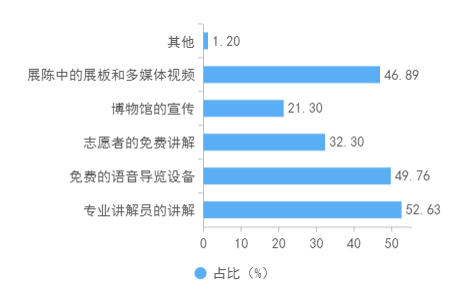 其他 1.20
展陈中的展板和多媒体视频 46.89
博物馆的宣传 21.30
志愿者的免费讲解 32.30
免费的语音导览设备 49.76
专业讲解员的讲解 52.63
0 10 20 30 40 50
占比（%）